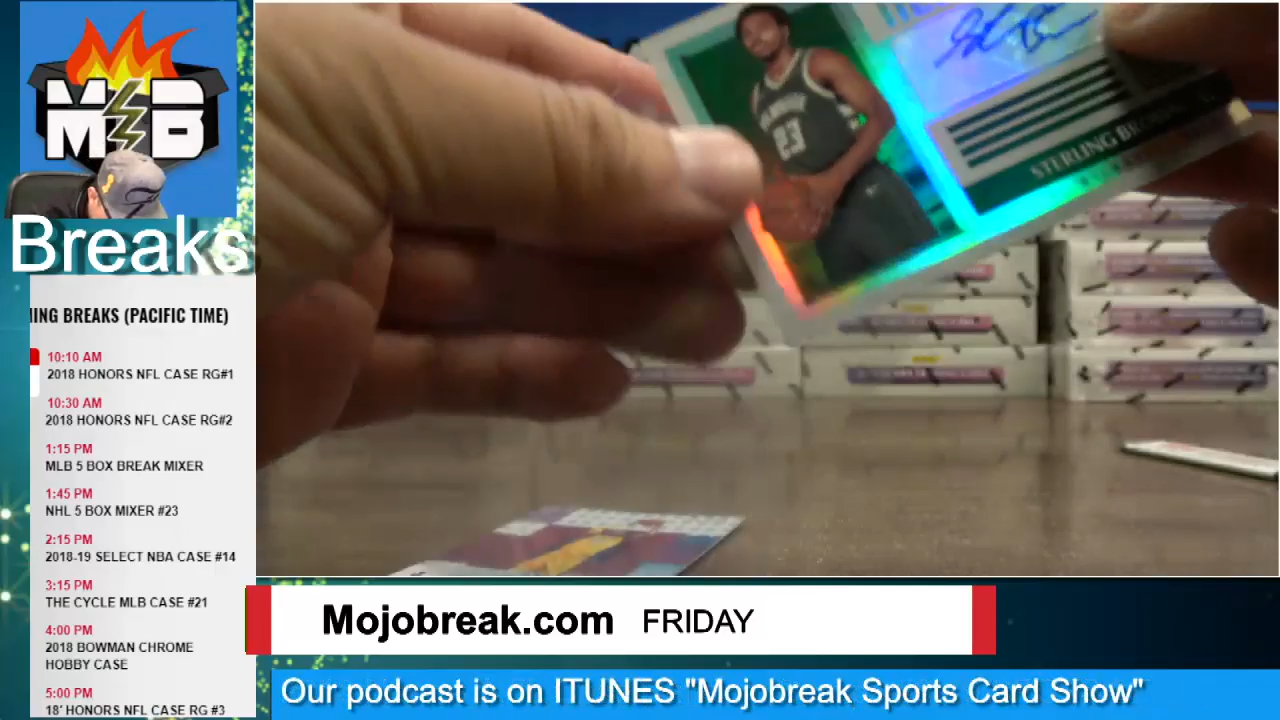 M B
Breaks
ING BREAKS (PACIFIC TIME)
10:10 AM
2018 HONORS NFL CASE RG#1
10:30 AM
2018 HONORS NFL CASE RG#2
1:15 PM
MLB 5 BOX BREAK MIXER
1:45 PM
NHL 5 BOX MIXER #23
2:15 PM
2018-19 SELECT NBA CASE #14
3:15 PM
THE CYCLE MLB CASE #21
4:00 PM
2018 BOWMAN CHROME
HOBBY CASE
5:00 PM
18' HONORS NFL CASE RG #3
23
STERLING BROWN
Mojobreak.com FRIDAY
Our podcast is on ITUNES "Mojobreak Sports Card Show"